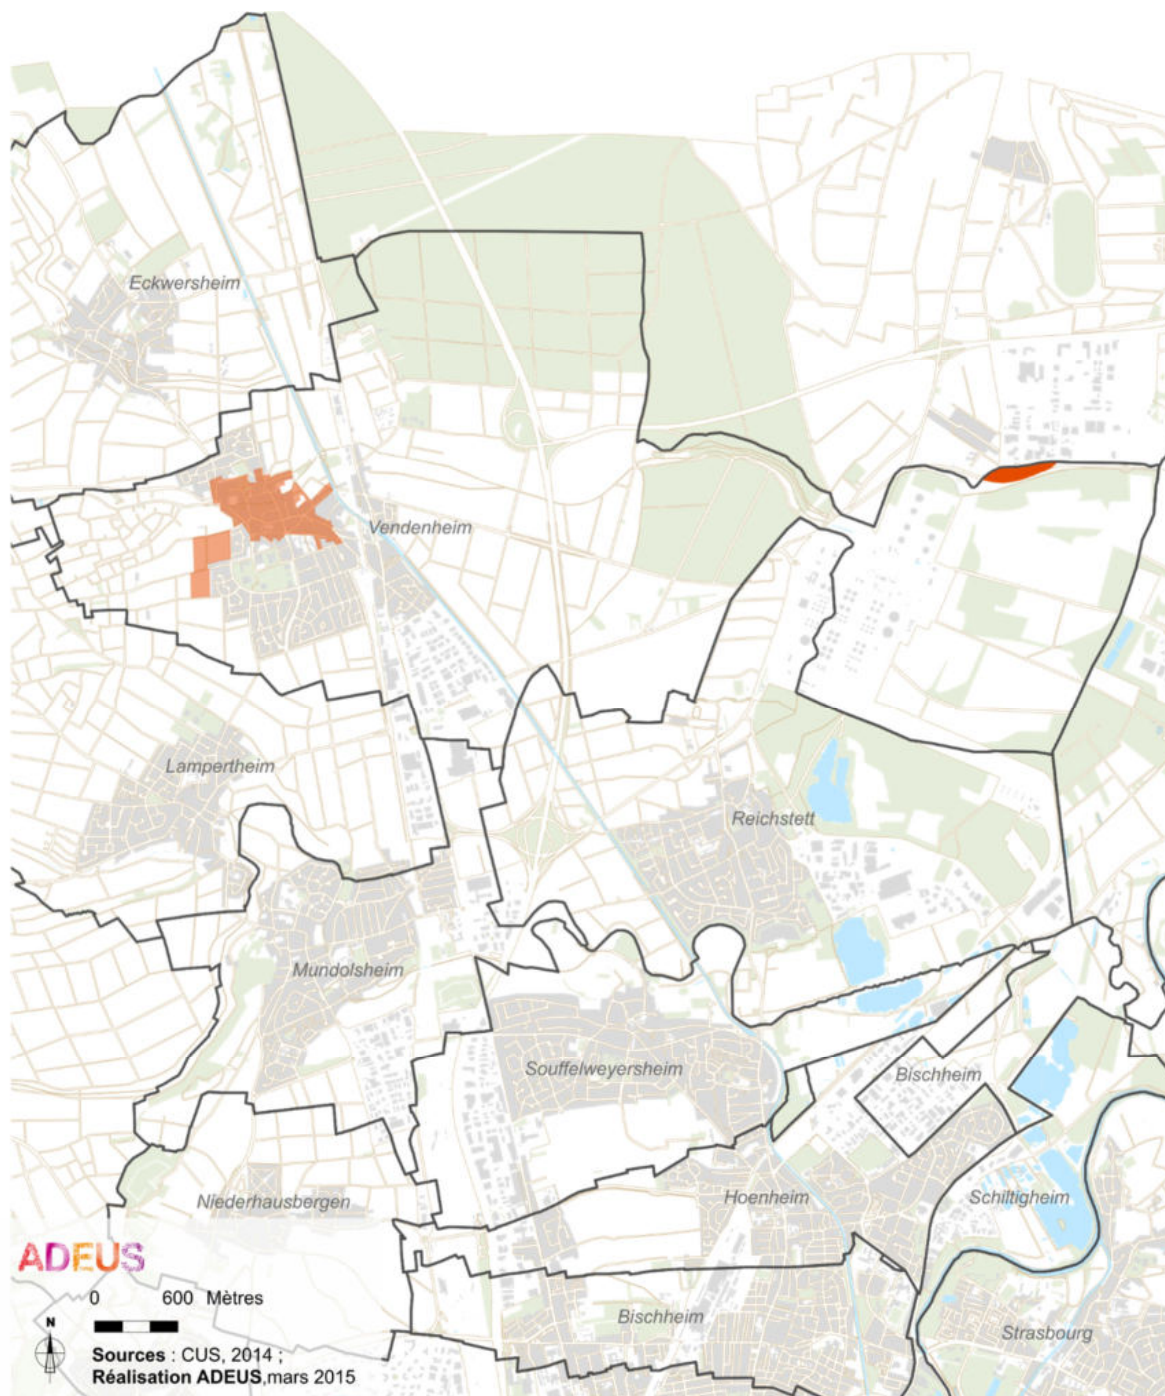 Eckwersheim
Vendenheim
Lampertheim
Reichstett
Mundolsheim
Souffelweyersheim
Bischheim
Niederhausbergen
Hoenheim
Schiltigheim
ADEUS
0 600 Mètres
Bischheim
Strasbourg
N
Sources : CUS, 2014 ;
Réalisation ADEUS,mars 2015